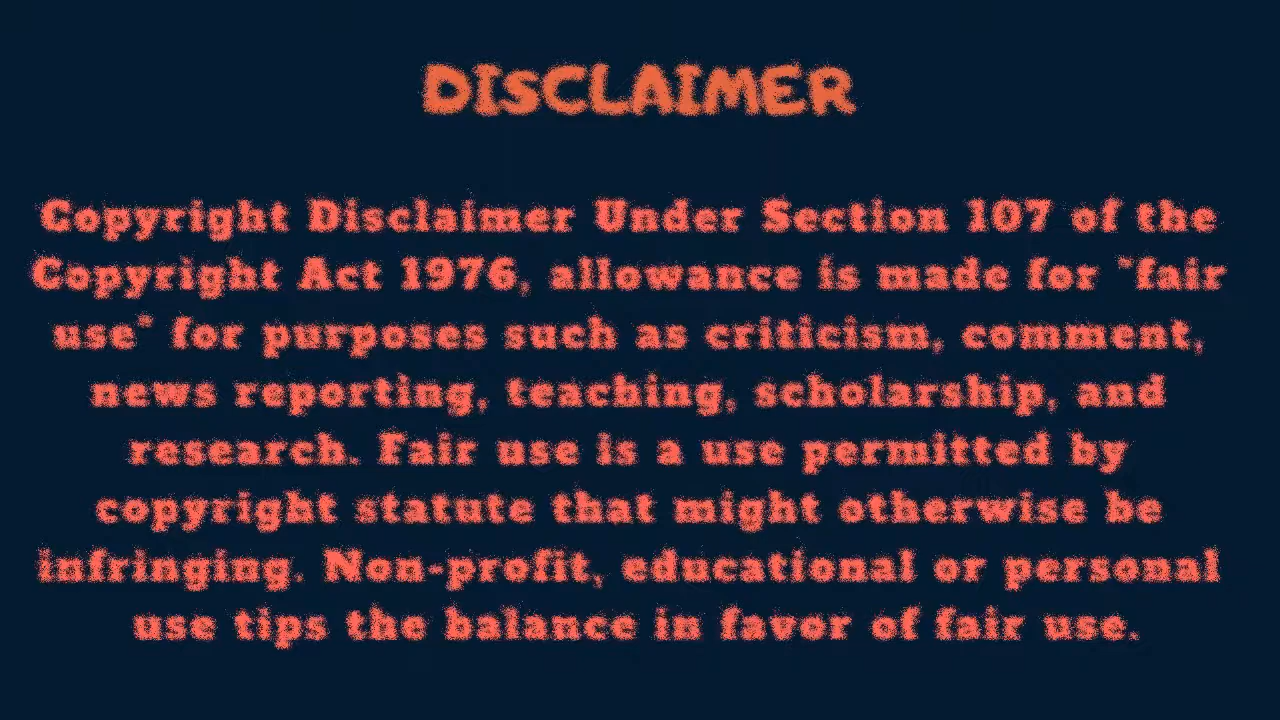 DISCLAIMER
Copyright Disclaimer Under Section 107 of the
Copyright Act 1976, allowance is made for "fair
use" for purposes such as criticism, comment,
news reporting, teaching, scholarship, and
research. Fair use is a use permitted by
copyright statute that might otherwise be
infringing. Non-profit, educational or personal
use tips the balance in favor of fair use.